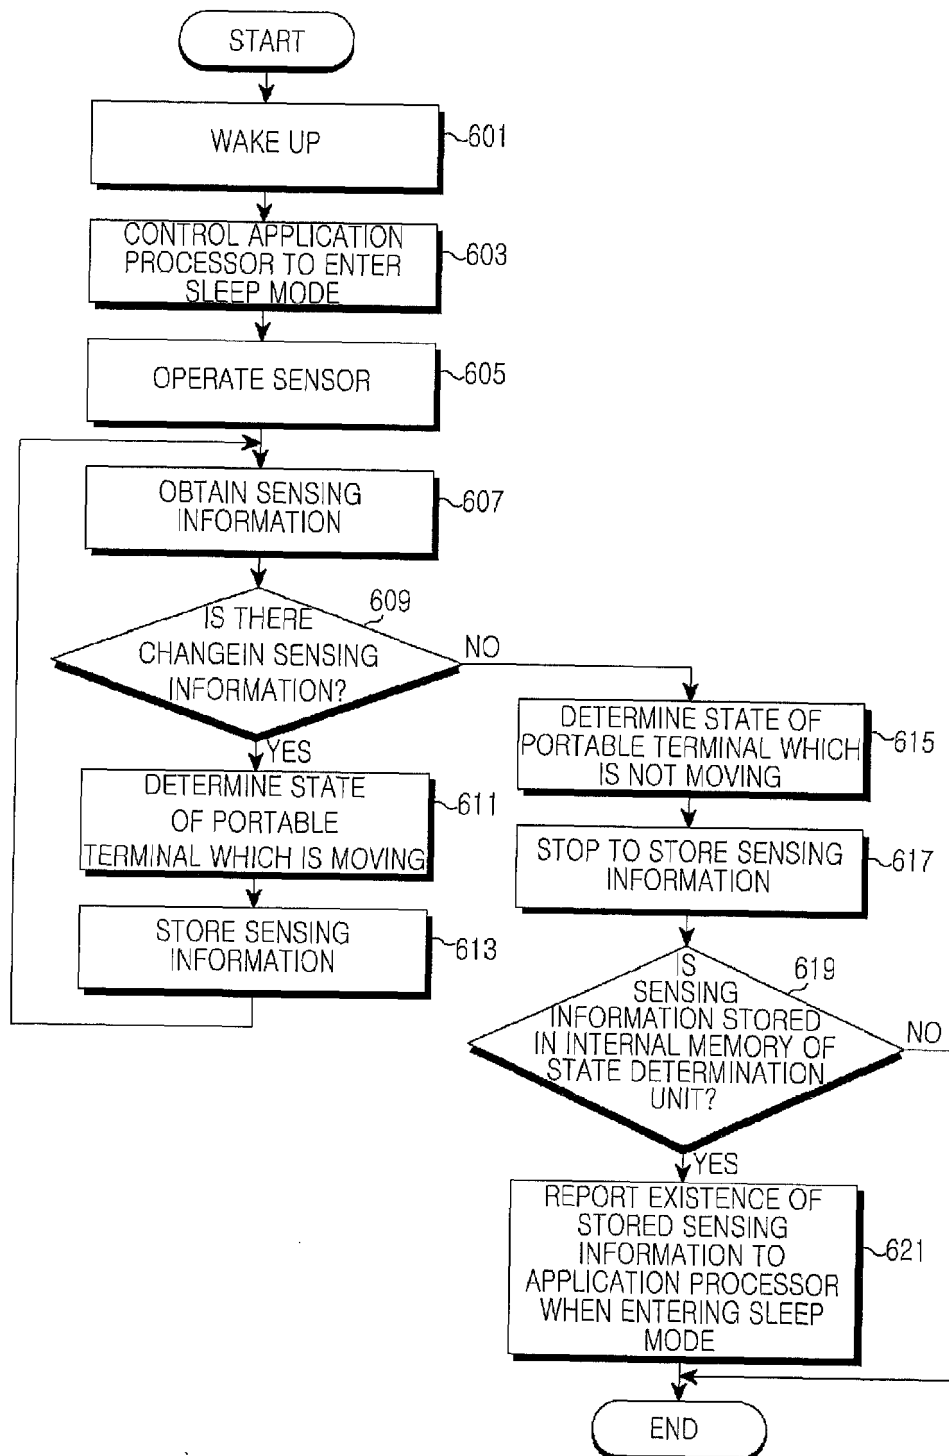 START
WAKE UP
601
CONTROL APPLICATION
PROCESSOR TO ENTER
SLEEP MODE
603
OPERATE SENSOR
605
OBTAIN SENSING
INFORMATION
607
IS THERE
CHANGEIN SENSING
INFORMATION?
609
NO
YES
DETERMINE STATE
OF PORTABLE
TERMINAL WHICH IS MOVING
611
STORE SENSING
INFORMATION
613
DETERMINE STATE OF
PORTABLE TERMINAL WHICH
IS NOT MOVING
615
STOP TO STORE SENSING
INFORMATION
617
IS
SENSING
INFORMATION STORED
IN INTERNAL MEMORY OF
STATE DETERMINATION
UNIT?
619
NO
YES
REPORT EXISTENCE OF
STORED SENSING
INFORMATION TO
APPLICATION PROCESSOR
WHEN ENTERING SLEEP
MODE
621
END